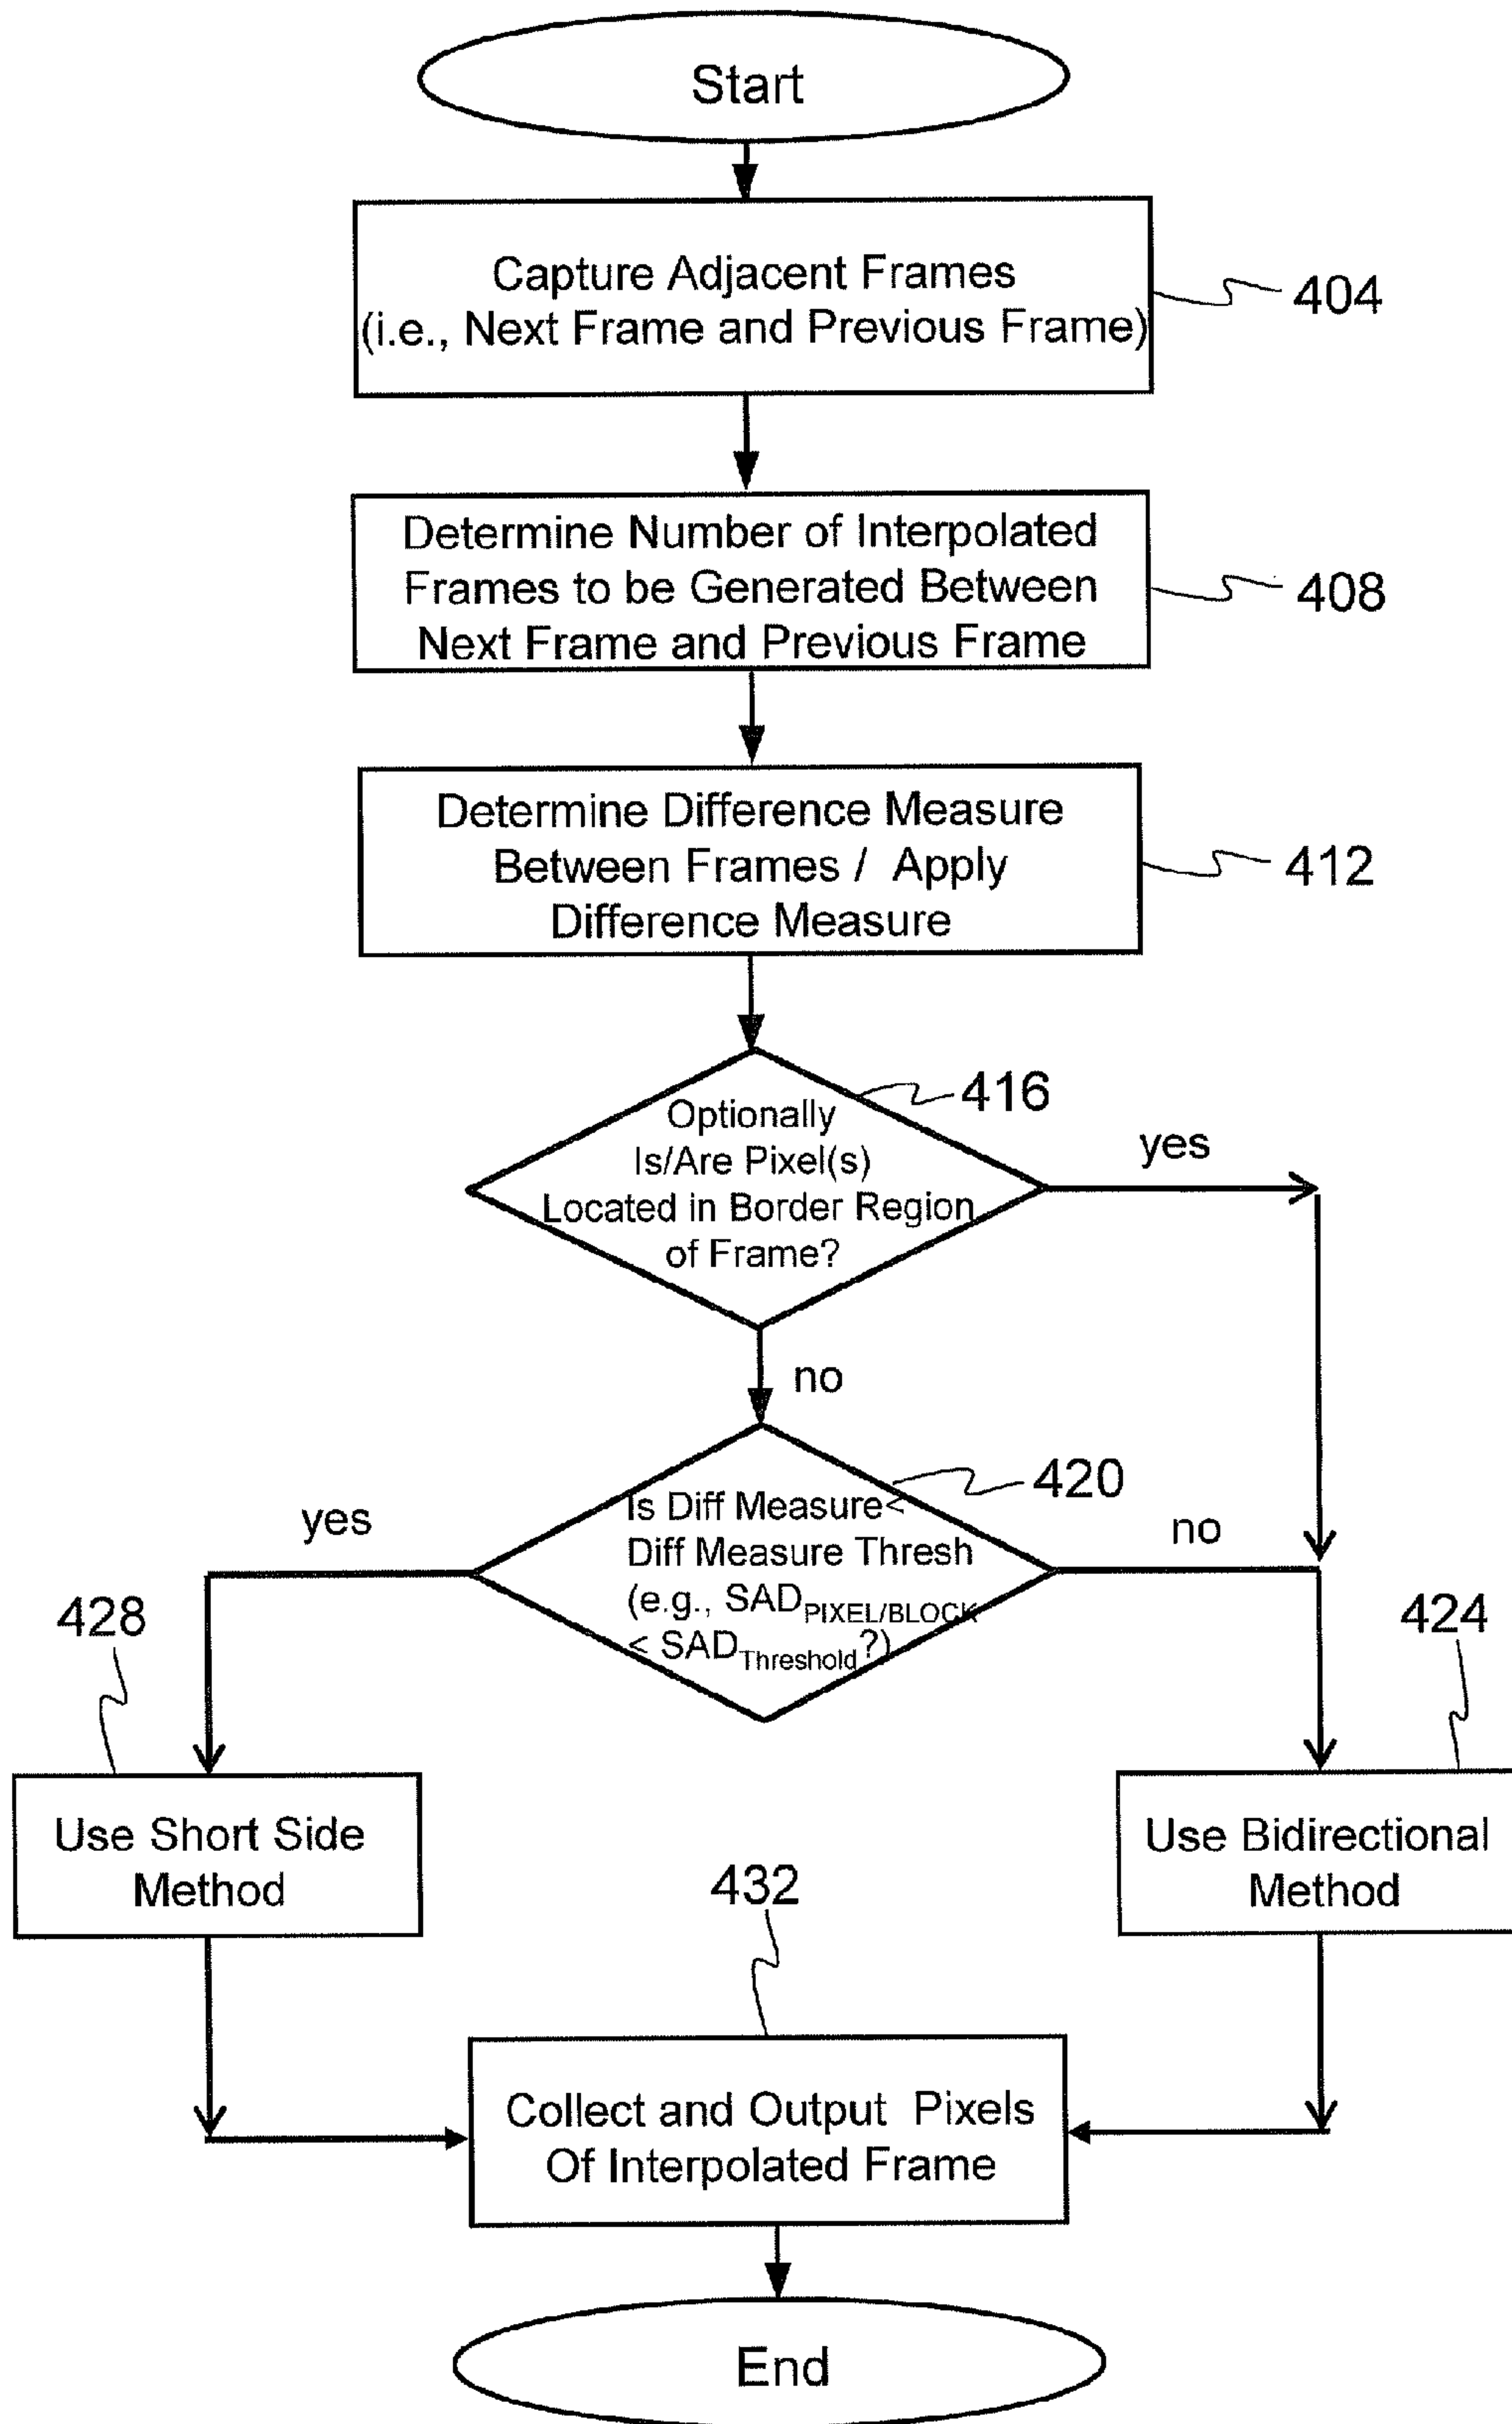 Start
Capture Adjacent Frames
(i.e., Next Frame and Previous Frame)
404
Determine Number of Interpolated
Frames to be Generated Between
Next Frame and Previous Frame
408
Determine Difference Measure
Between Frames / Apply
Difference Measure
412
416
Optionally
Is/Are Pixel(s)
Located in Border Region
of Frame?
yes
no
420
Is Diff Measure<
Diff Measure Thresh
(e.g., SADPIXEL/BLOCK
< SADThreshold?)
yes
no
428
424
Use Short Side
Method
Use Bidirectional
Method
432
Collect and Output Pixels
Of Interpolated Frame
End